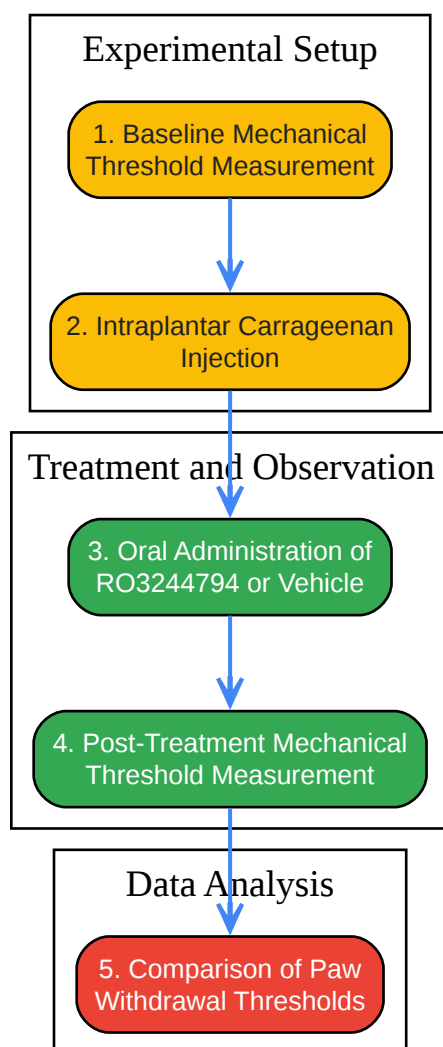 Experimental Setup
1. Baseline Mechanical
Threshold Measurement
2. Intraplantar Carrageenan
Injection
Treatment and Observation
3. Oral Administration of
RO3244794 or Vehicle
4. Post-Treatment Mechanical
Threshold Measurement
Data Analysis
5. Comparison of Paw
Withdrawal Thresholds